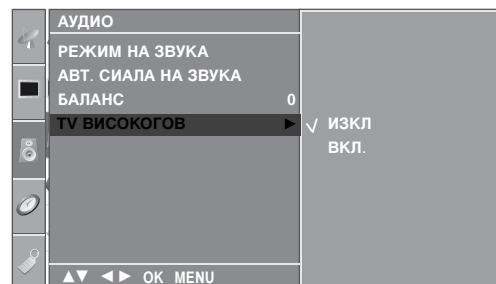 АУДИО
РЕЖИМ НА ЗВУКА
АВТ. СИАЛА НА ЗВУКА
БАЛАНС 0
TV ВИСОКОГОВ ► √ ИЗКЛ
ВКЛ.
▲▼ ◄► OK MENU